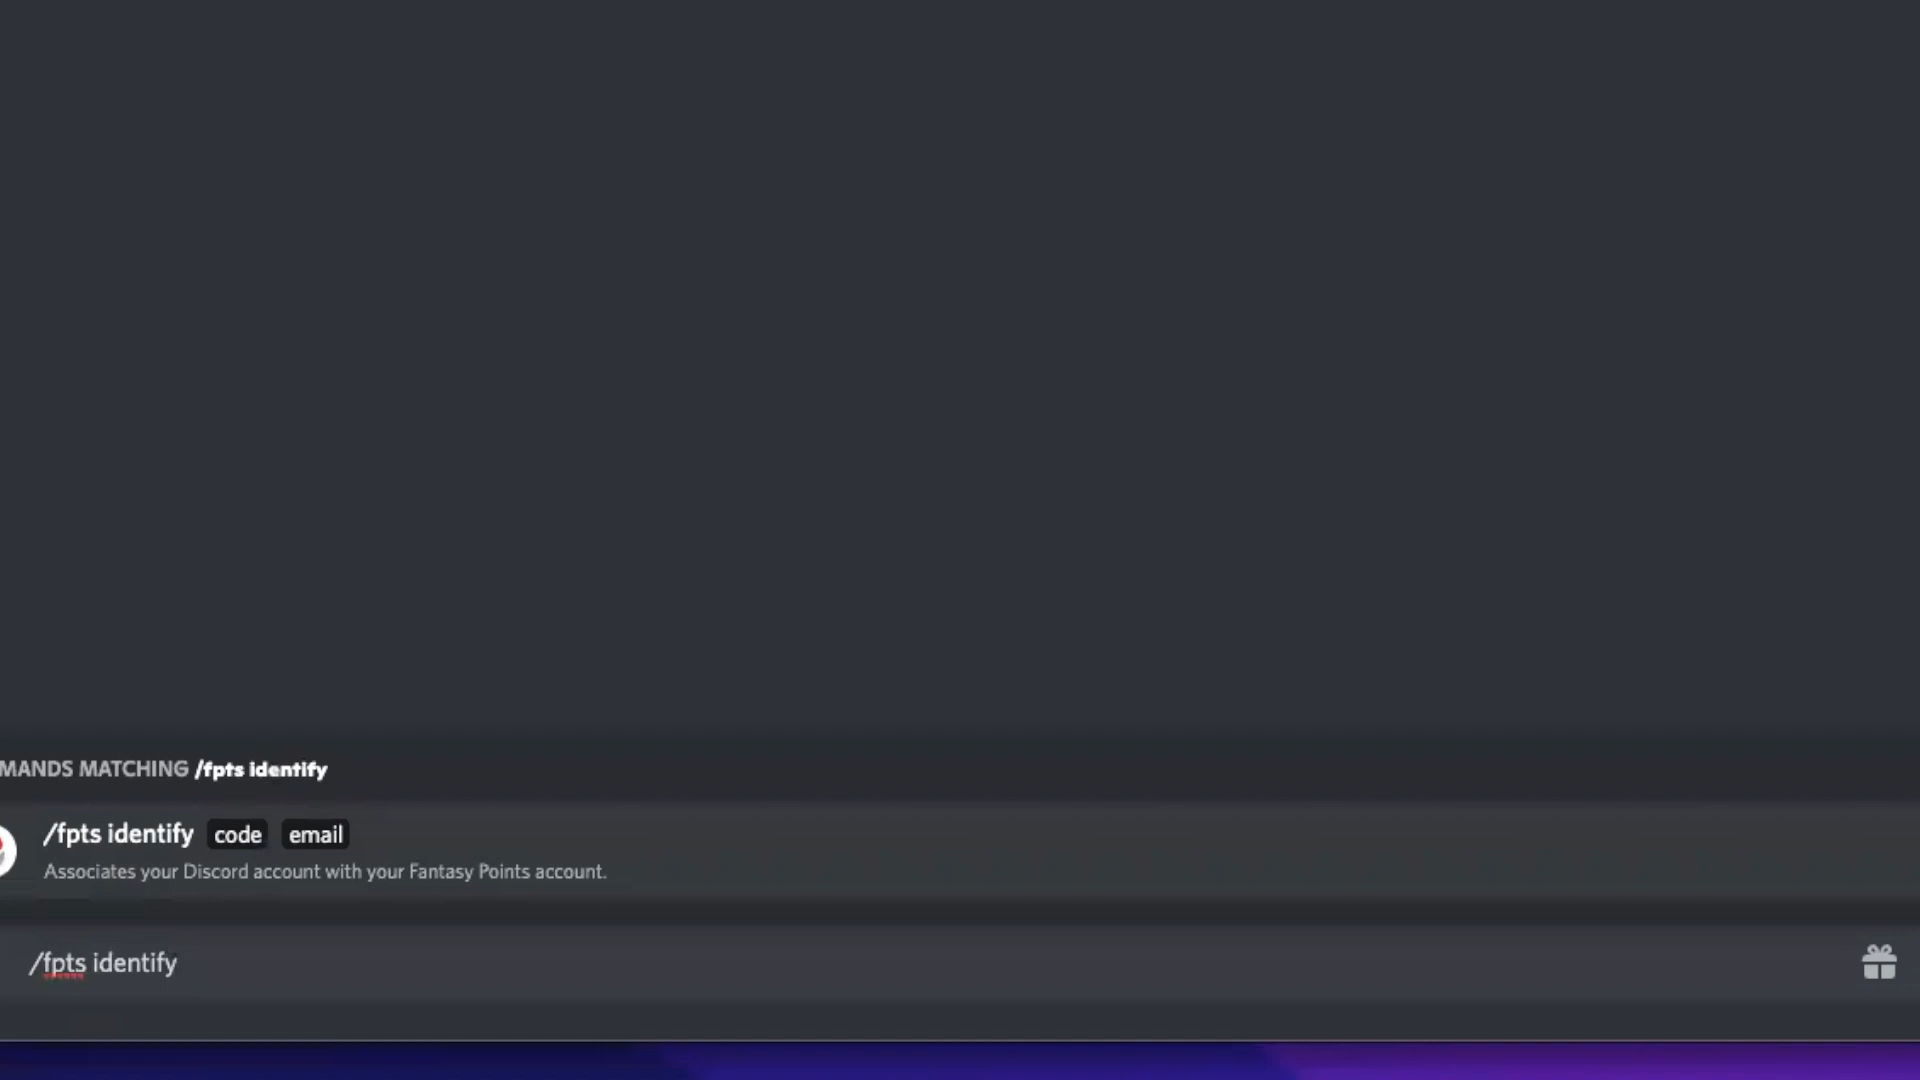 MANDS MATCHING /fpts identify
/fpts identify code email
Associates your Discord account with your Fantasy Points account.
/fpts identify